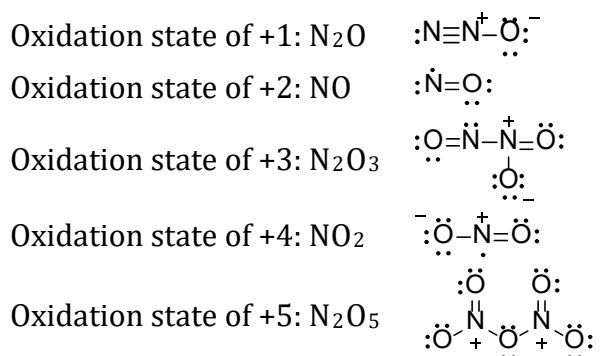 Oxidation state of +1: N₂O :N≡N⁺–O:⁻
Oxidation state of +2: NO :N=O:
Oxidation state of +3: N₂O₃ :O=N–N⁺=O:
:O:⁻
Oxidation state of +4: NO₂ ⁻:O–N⁺=O:
:O O:
Oxidation state of +5: N₂O₅ :O N⁺ O N⁺ O: